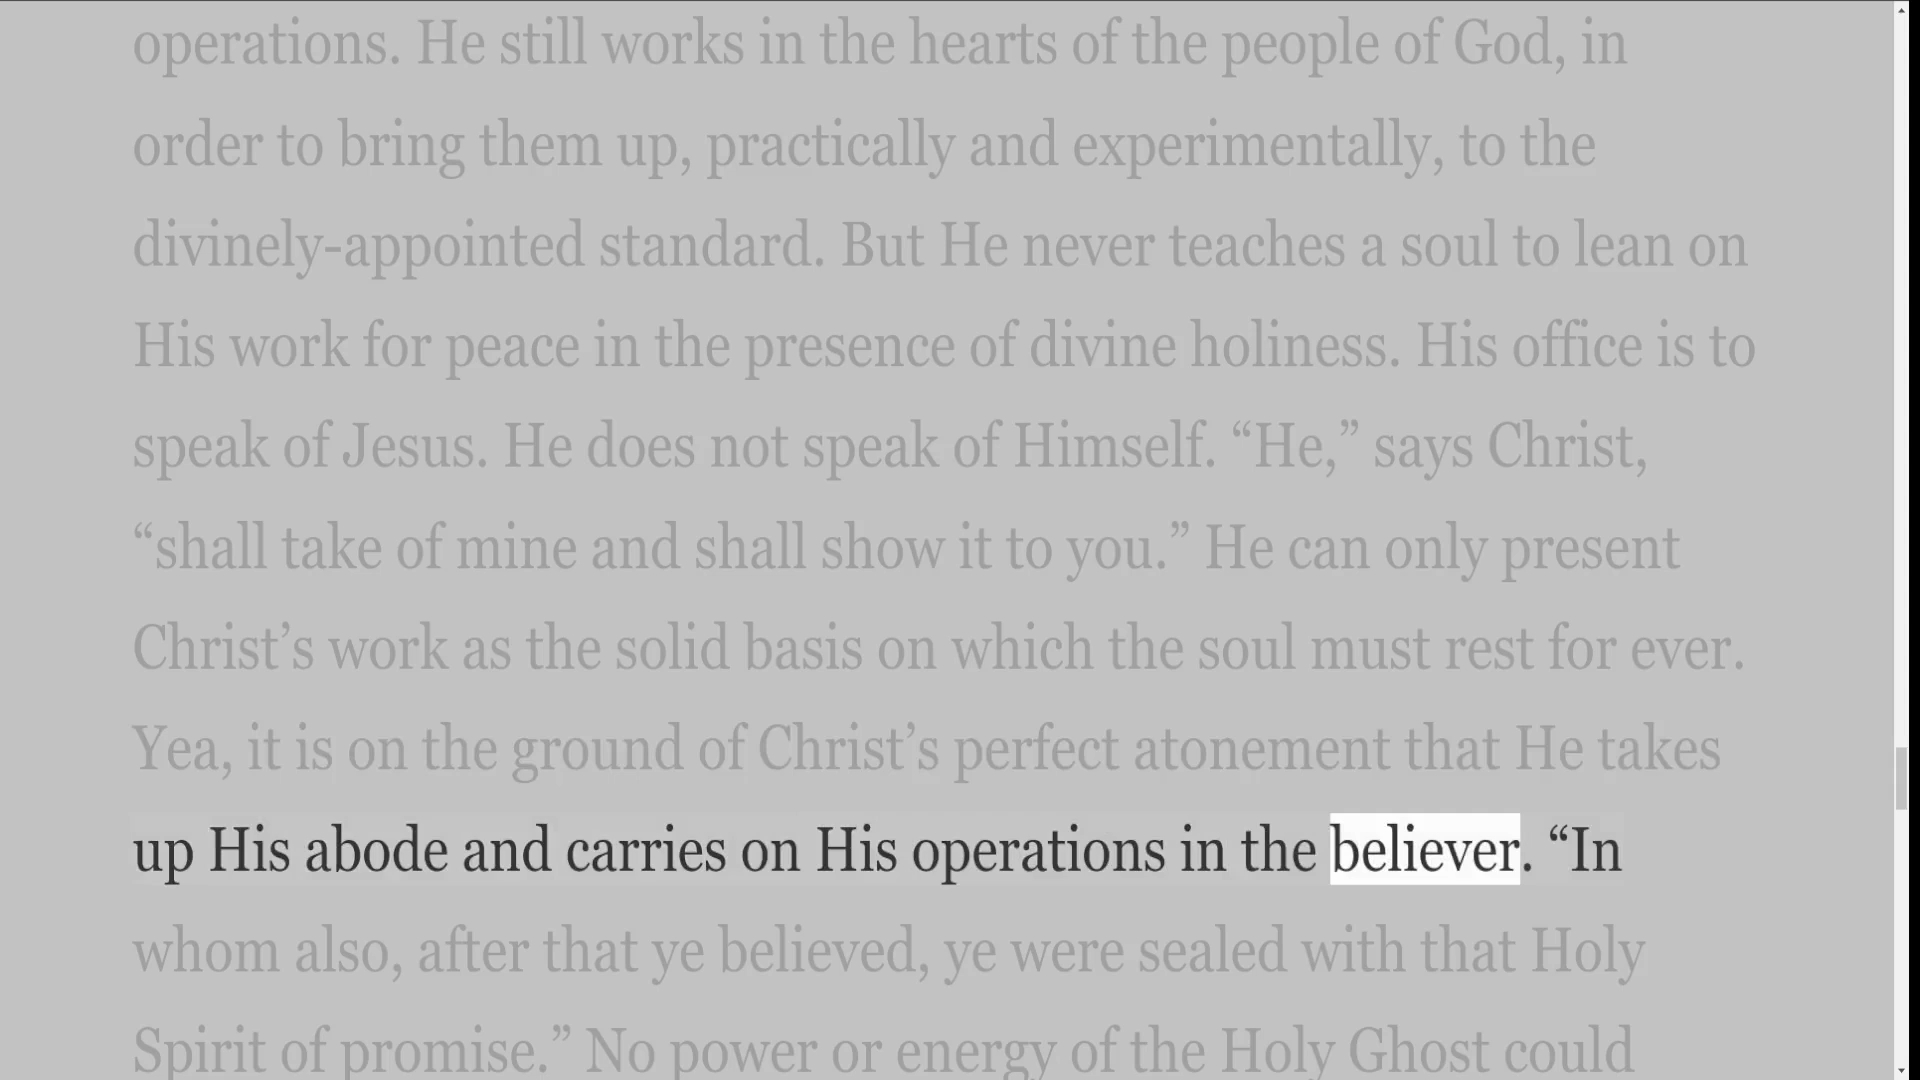 operations. He still works in the hearts of the people of God, in
order to bring them up, practically and experimentally, to the
divinely-appointed standard. But He never teaches a soul to lean on
His work for peace in the presence of divine holiness. His office is to
speak of Jesus. He does not speak of Himself. “He,” says Christ,
“shall take of mine and shall show it to you.” He can only present
Christ’s work as the solid basis on which the soul must rest for ever.
Yea, it is on the ground of Christ’s perfect atonement that He takes
up His abode and carries on His operations in the believer. “In
whom also, after that ye believed, ye were sealed with that Holy
Spirit of promise.” No power or energy of the Holy Ghost could